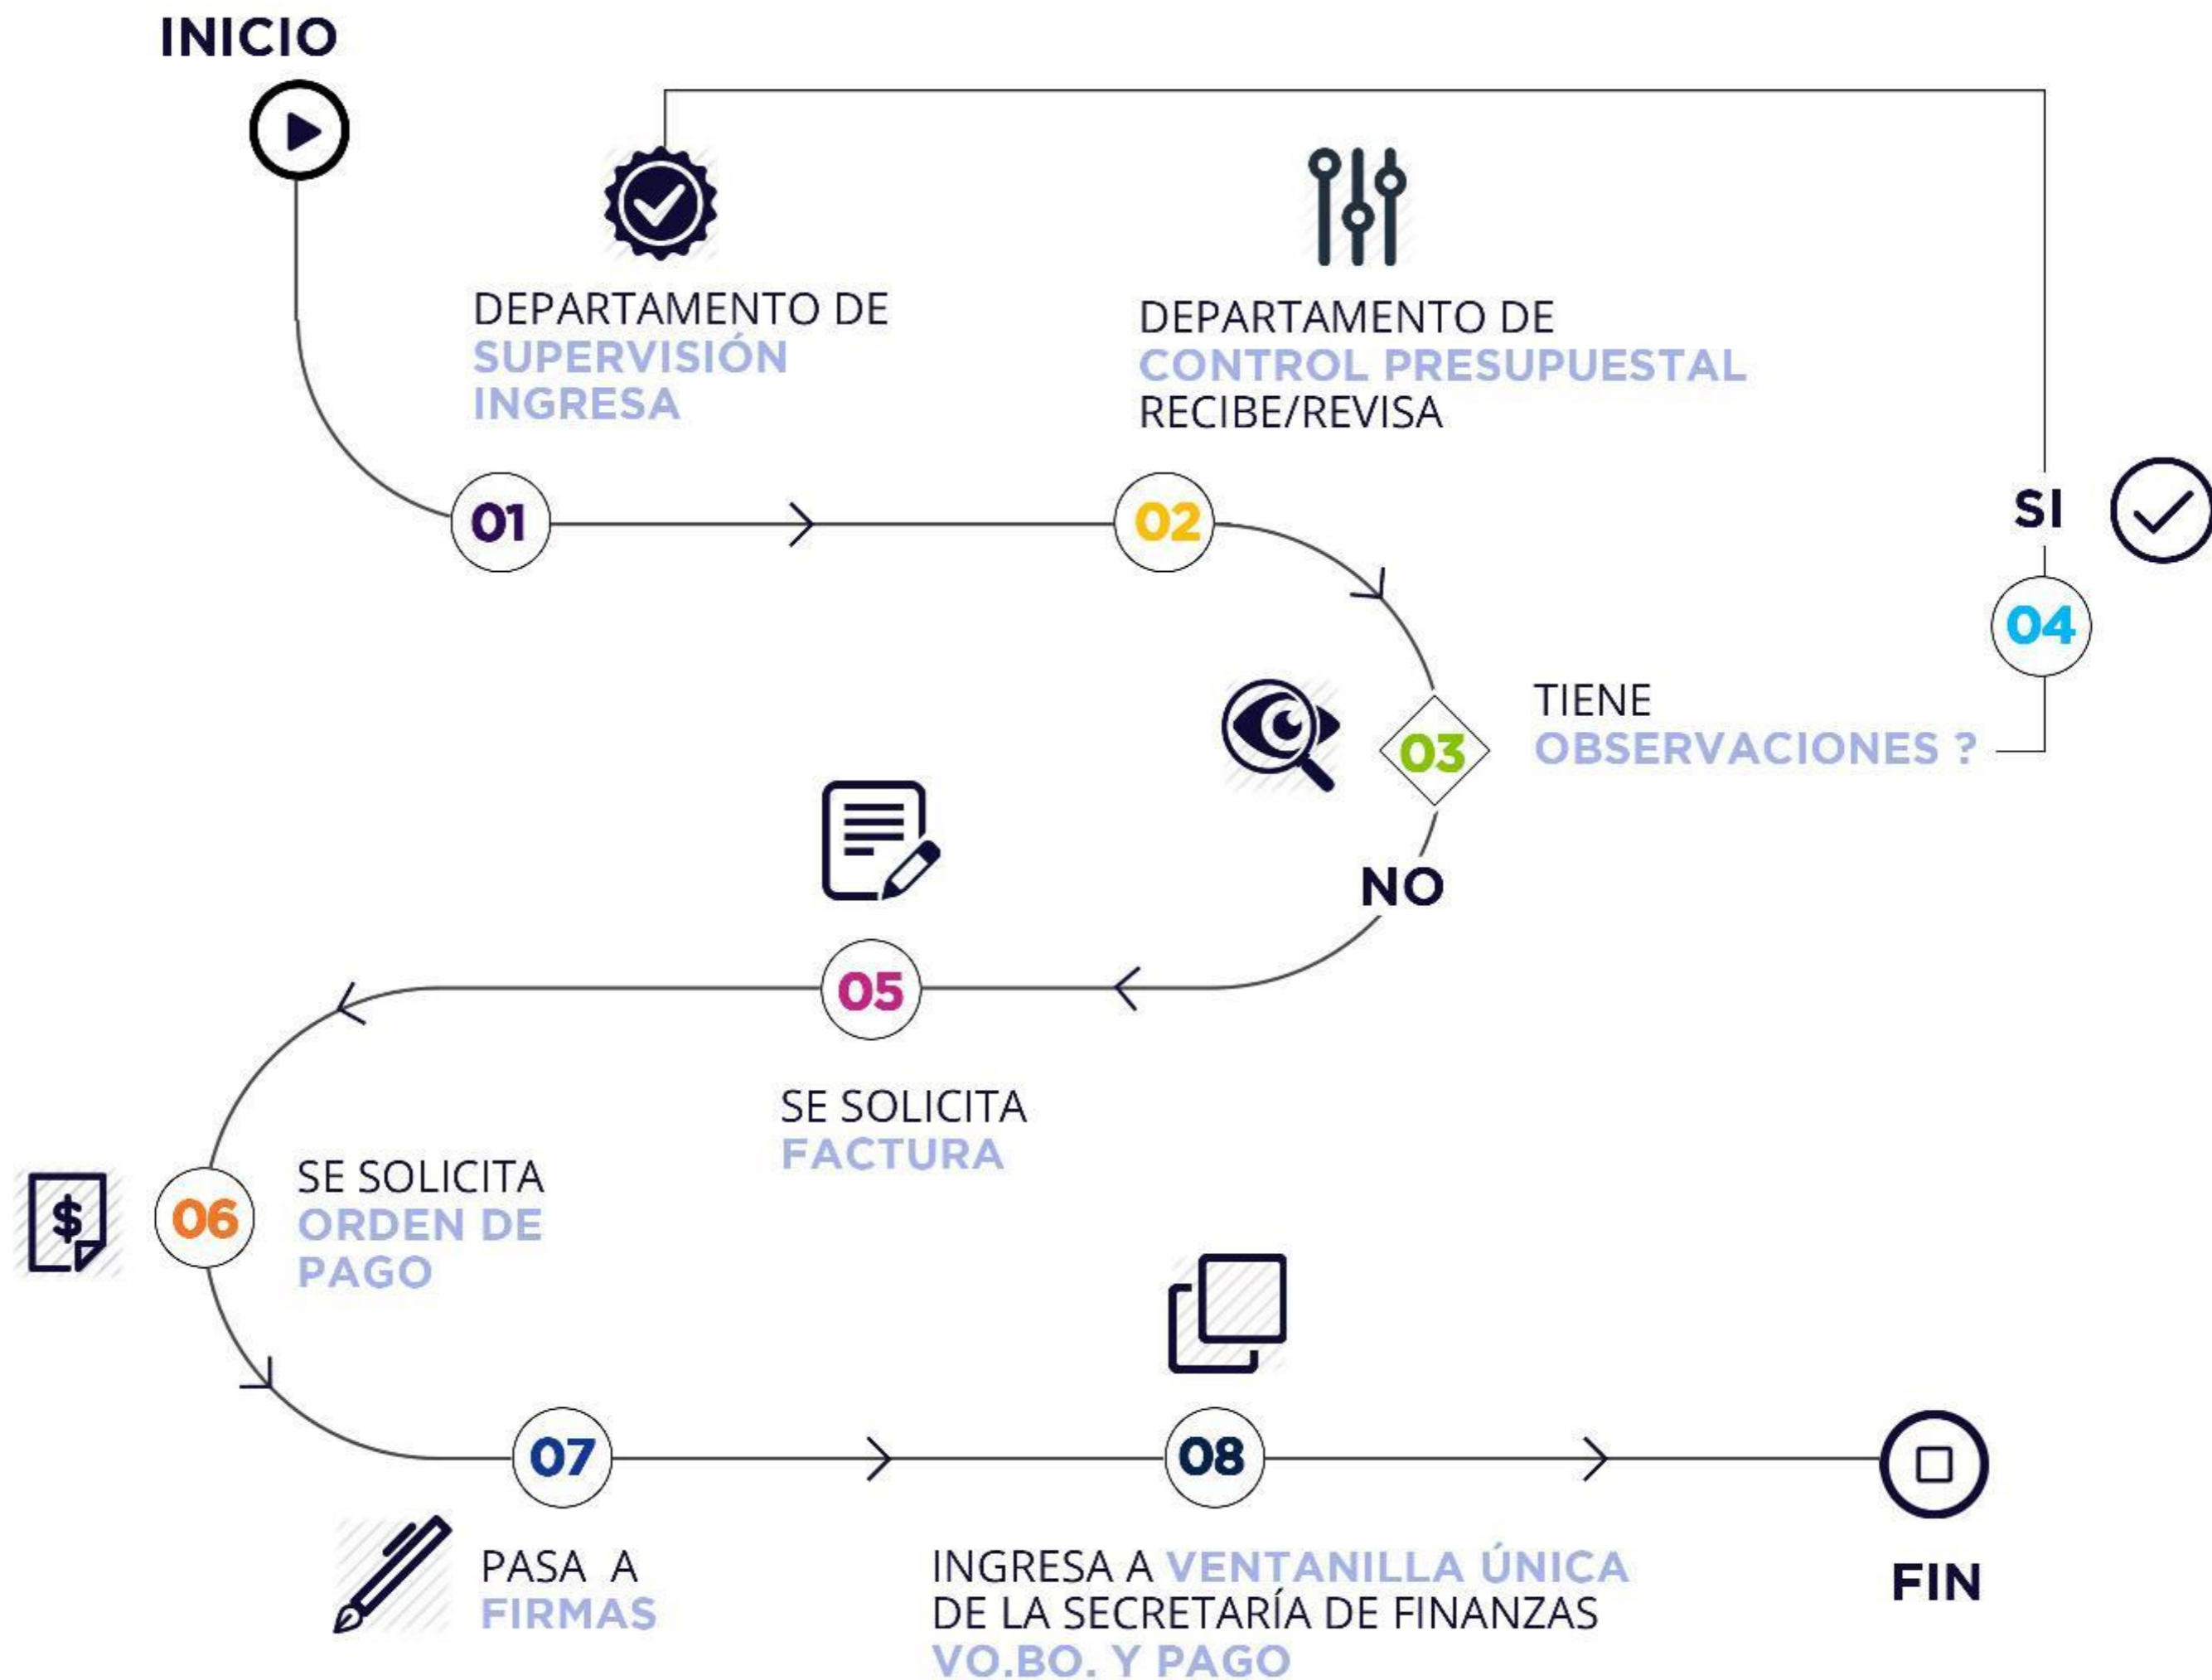 INICIO
DEPARTAMENTO DE
SUPERVISIÓN
INGRESA
01
DEPARTAMENTO DE
CONTROL PRESUPUESTAL
RECIBE/REVISA
02
03
TIENE
OBSERVACIONES ?
SI
04
NO
05
SE SOLICITA
FACTURA
$
06
SE SOLICITA
ORDEN DE
PAGO
07
PASA A
FIRMAS
08
INGRESA A VENTANILLA ÚNICA
DE LA SECRETARÍA DE FINANZAS
VO.BO. Y PAGO
FIN